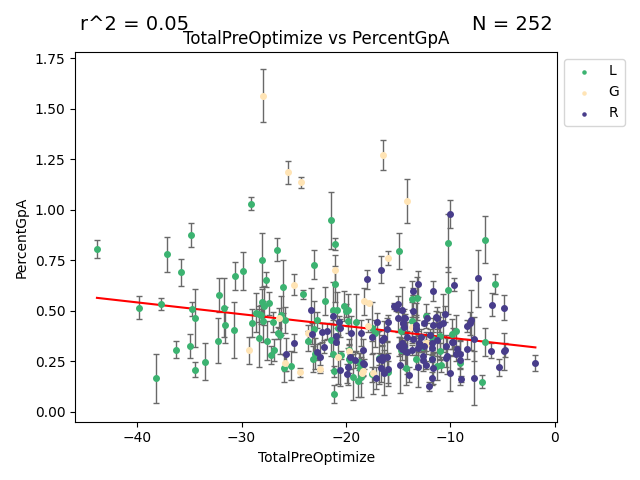 r^2 = 0.05 N = 252
TotalPreOptimize vs PercentGpA
1.75
1.50
1.25
1.00
0.75
0.50
0.25
0.00
PercentGpA
−40 −30 −20 −10 0
TotalPreOptimize
L
G
R